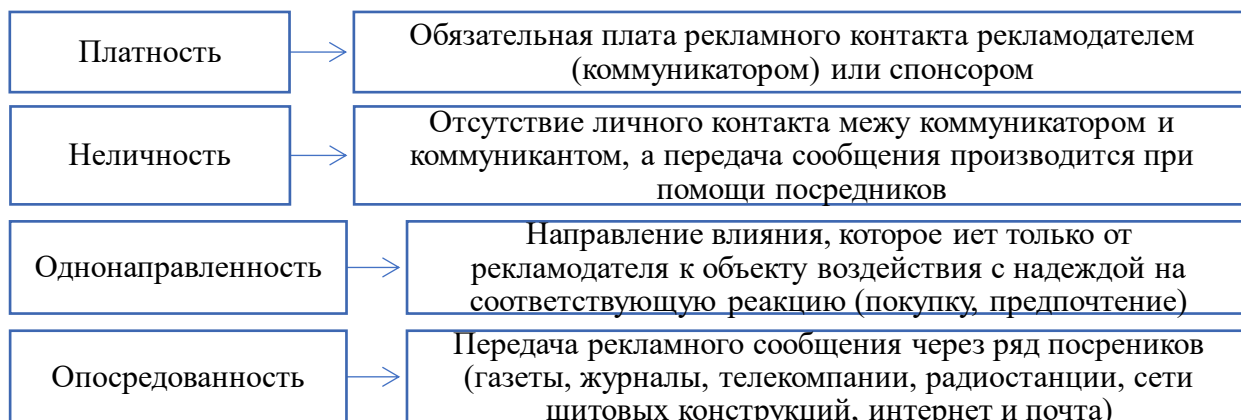 Платность
Обязательная плата рекламного контакта рекламодателем
(коммуникатором) или спонсором
Неличность
Отсутствие личного контакта межу коммуникатором и
коммуникантом, а передача сообщения производится при
помощи посредников
Однонаправленность
Направление влияния, которое иет только от
рекламодателя к объекту воздействия с надеждой на
соответствующую реакцию (покупку, предпочтение)
Опосредованность
Передача рекламного сообщения через ряд посреников
(газеты, журналы, телекомпании, радиостанции, сети
щитовых конструкций, интернет и почта)